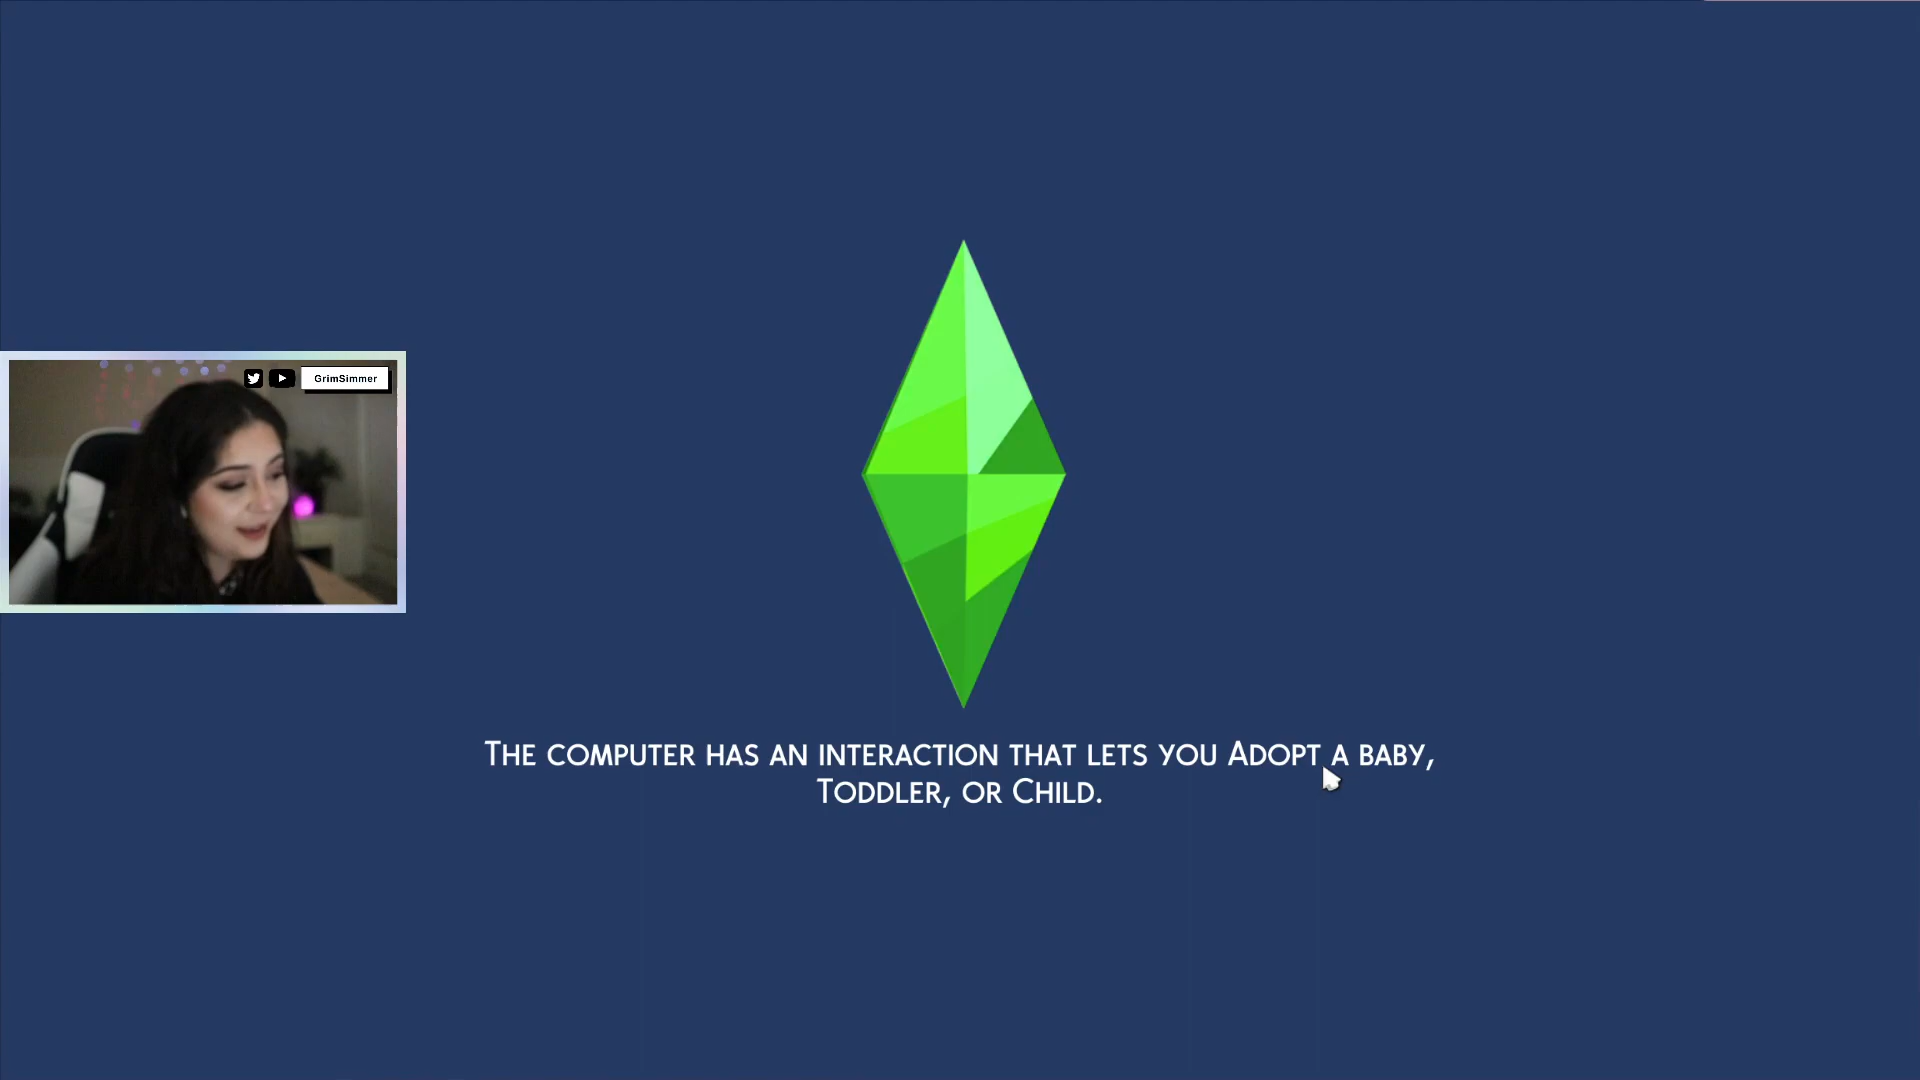 GrimSimmer
The computer has an interaction that lets you Adopt a baby,
Toddler, or Child.